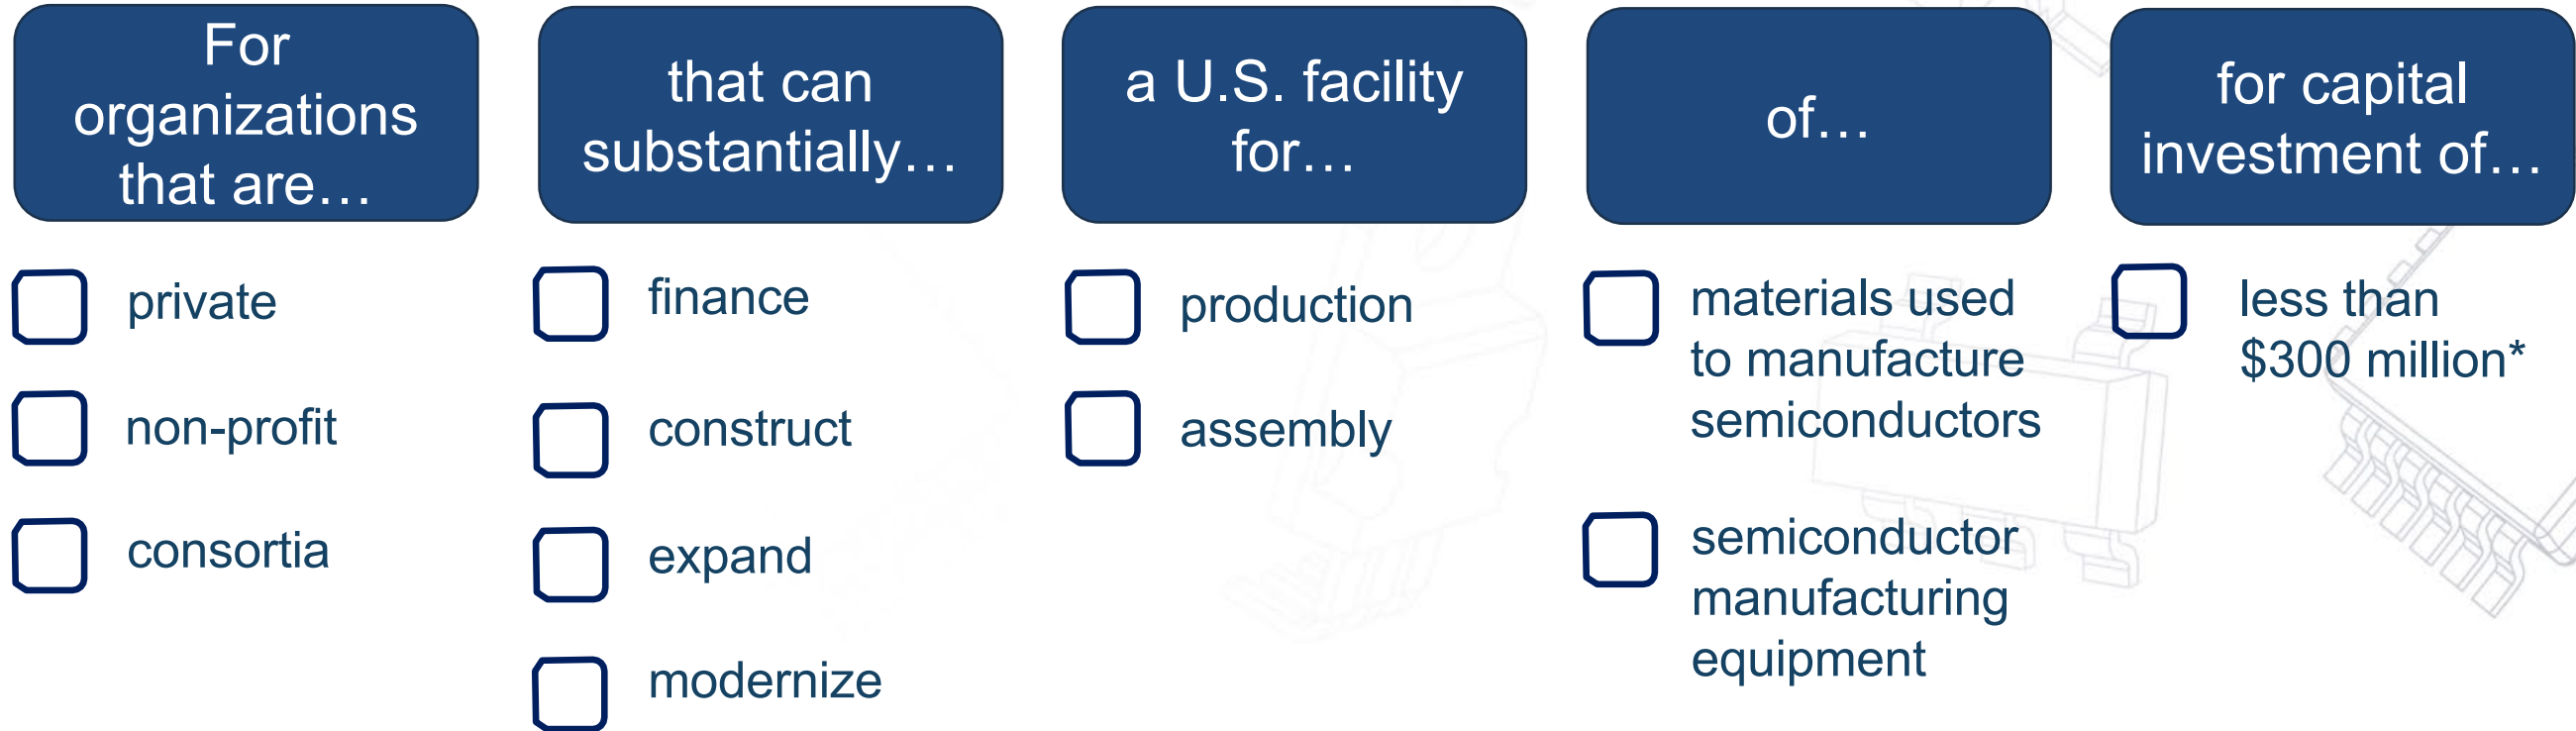 For
organizations
that are…
private
non-profit
consortia
that can
substantially…
finance
construct
expand
modernize
a U.S. facility
for…
production
assembly
of…
materials used
to manufacture
semiconductors
semiconductor
manufacturing
equipment
for capital
investment of…
less than
$300 million*